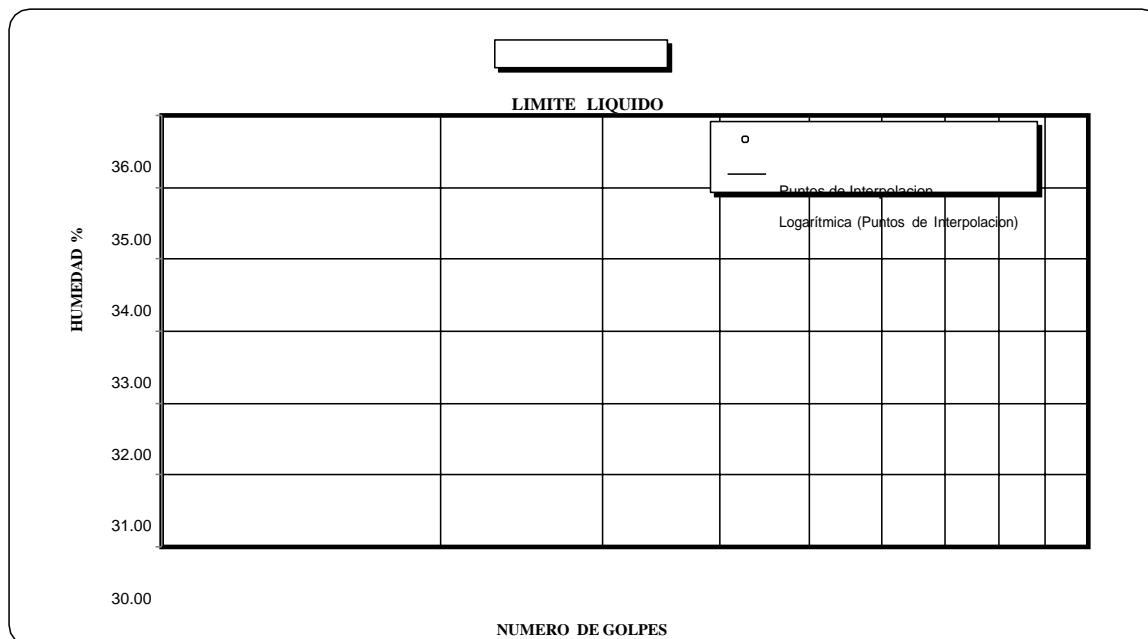 LIMITE LIQUIDO
Puntos de Interpolacion
Logarítmica (Puntos de Interpolacion)
HUMEDAD %
36.00
35.00
34.00
33.00
32.00
31.00
30.00
NUMERO DE GOLPES